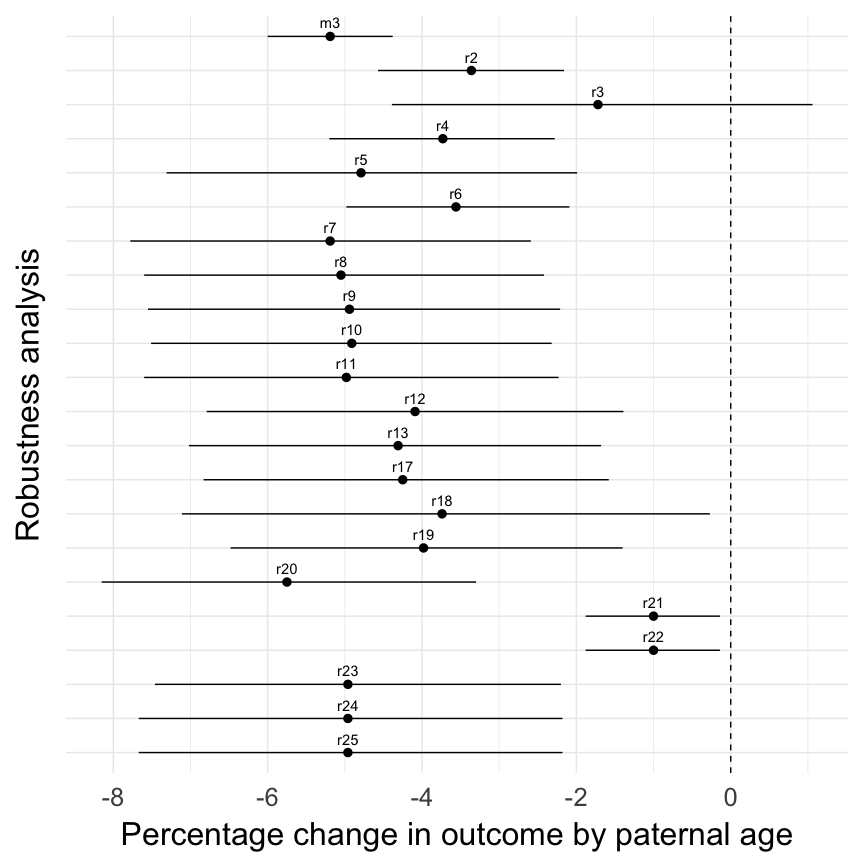 m3
r2
r3
r4
r5
r6
r7
r8
r9
r10
r11
r12
r13
r17
r18
r19
r20
r21
r22
r23
r24
r25
Robustness analysis
-8 -6 -4 -2 0
Percentage change in outcome by paternal age